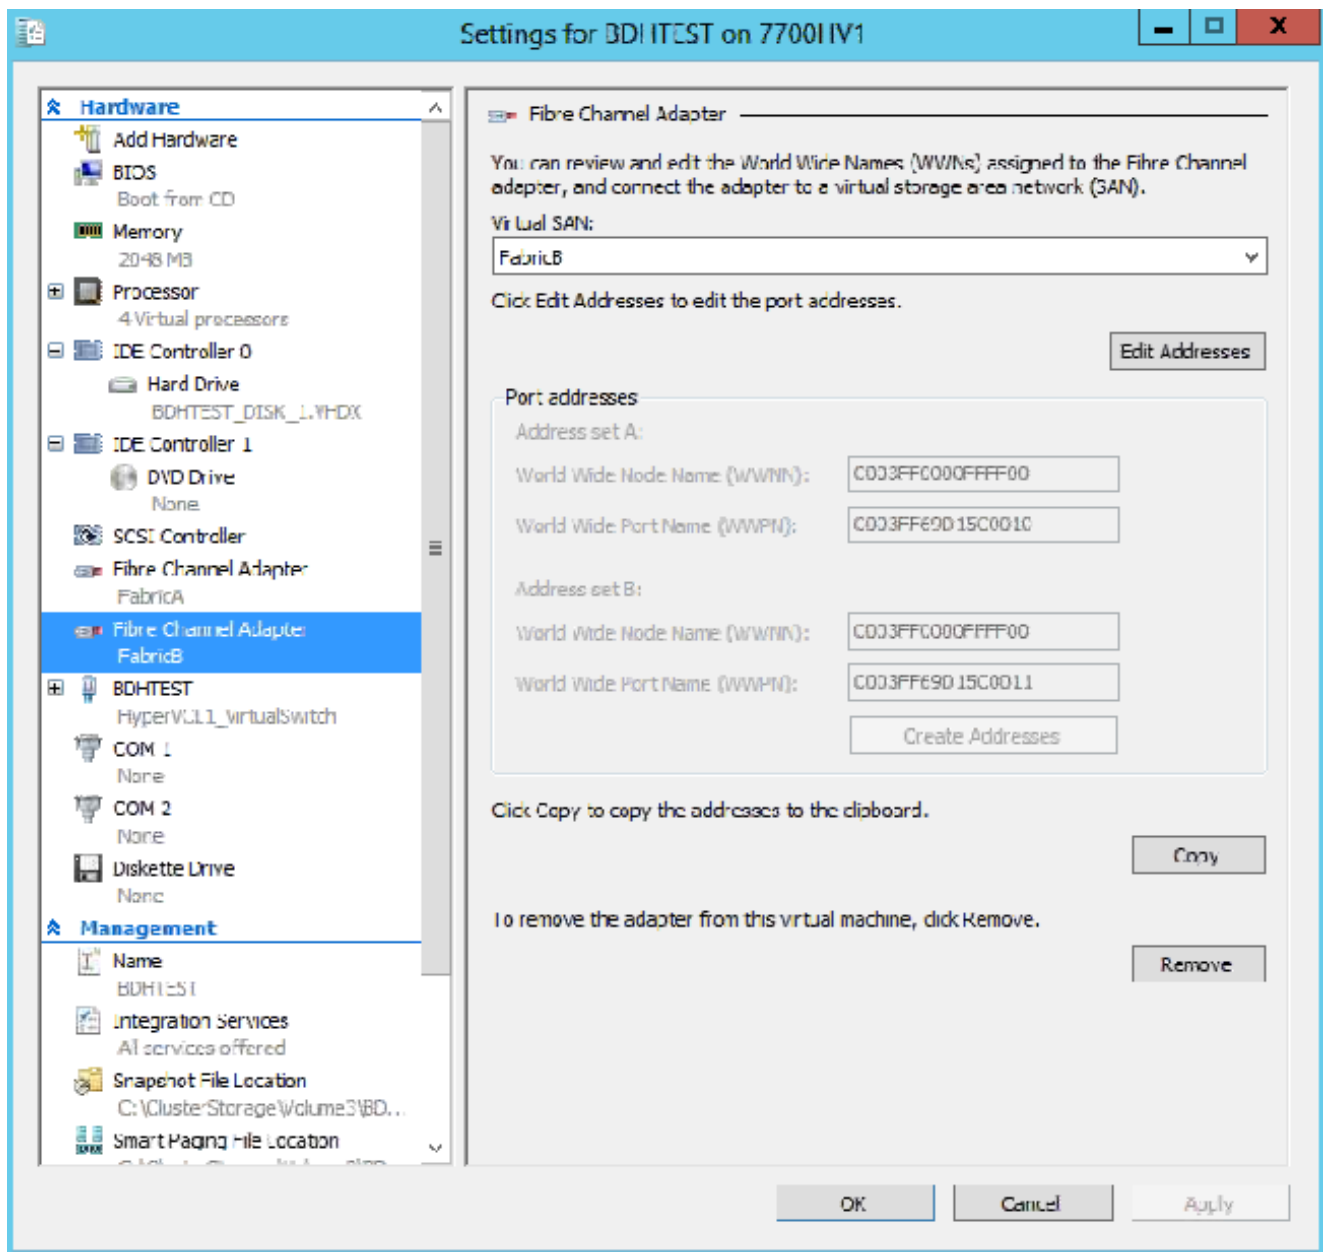 Settings for BDHTEST on 7700HV1
Hardware
Add Hardware
BIOS
Boot from CD
Memory
2048 MB
Processor
4 Virtual processors
IDE Controller 0
Hard Drive
BDHTEST_DISK_1.VHDX
IDE Controller 1
DVD Drive
None
SCSI Controller
Fibre Channel Adapter
FabricA
Fibre Channel Adapter
FabricB
BDHTEST
HyperVCL1_VirtualSwitch
COM 1
None
COM 2
None
Diskette Drive
None
Management
Name
BDHTEST
Integration Services
All services offered
Snapshot File Location
C:\ClusterStorage\Volume3\BD...
Smart Paging File Location
Fibre Channel Adapter
You can review and edit the World Wide Names (WWNs) assigned to the Fibre Channel
adapter, and connect the adapter to a virtual storage area network (SAN).
Virtual SAN:
FabricB
Click Edit Addresses to edit the port addresses.
Edit Addresses
Port addresses
Address set A:
World Wide Node Name (WWNN):
C003FF0000FFFF00
World Wide Port Name (WWPN):
C003FF69D15C0010
Address set B:
World Wide Node Name (WWNN):
C003FF0000FFFF00
World Wide Port Name (WWPN):
C003FF69D15C0011
Create Addresses
Click Copy to copy the addresses to the clipboard.
Copy
To remove the adapter from this virtual machine, click Remove.
Remove
OK
Cancel
Apply